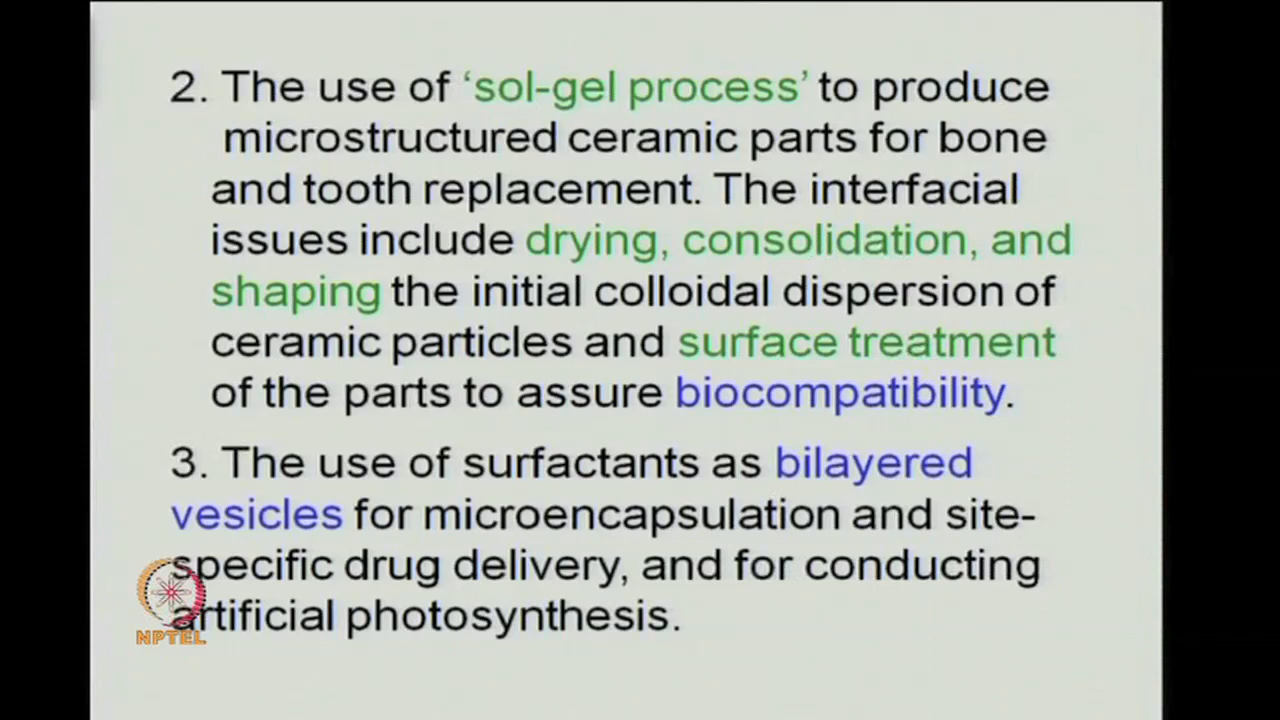 2. The use of ‘sol-gel process’ to produce
microstructured ceramic parts for bone
and tooth replacement. The interfacial
issues include drying, consolidation, and
shaping the initial colloidal dispersion of
ceramic particles and surface treatment
of the parts to assure biocompatibility.
3. The use of surfactants as bilayered
vesicles for microencapsulation and site-
specific drug delivery, and for conducting
artificial photosynthesis.
NPTEL